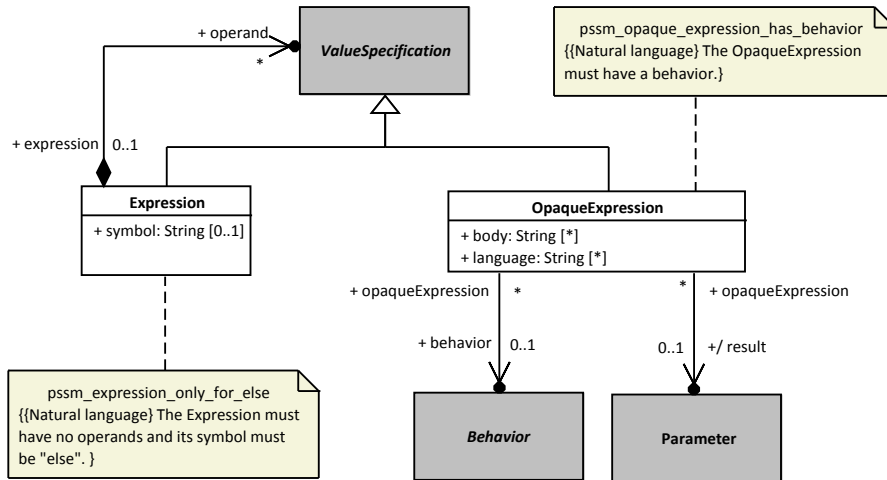 + operand
*
ValueSpecification
pssm_opaque_expression_has_behavior
{{Natural language} The OpaqueExpression
must have a behavior.}
+ expression
0..1
Expression
+ symbol: String [0..1]
OpaqueExpression
+ body: String [*]
+ language: String [*]
+ opaqueExpression
*
*
+ opaqueExpression
+ behavior
0..1
0..1
+/ result
pssm_expression_only_for_else
{{Natural language} The Expression must
have no operands and its symbol must
be "else". }
Behavior
Parameter